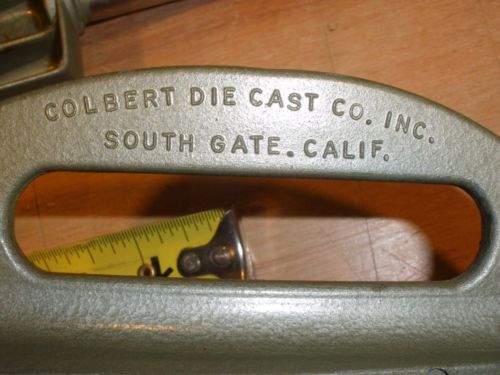 COLBERT DIE CAST CO. INC.
SOUTH GATE. CALIF.